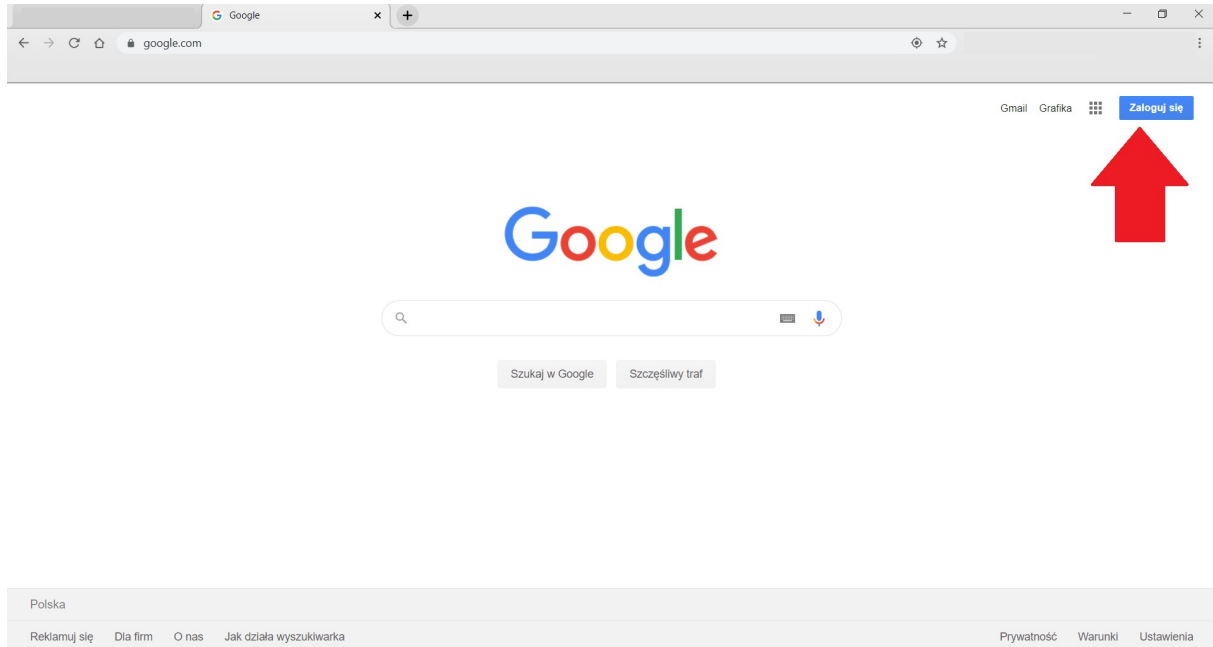 Google
google.com
Gmail Grafika Zaloguj się
Google
Szukaj w Google Szczęśliwy traf
Polska
Reklamuj się Dla firm O nas Jak działa wyszukiwarka Prywatność Warunki Ustawienia